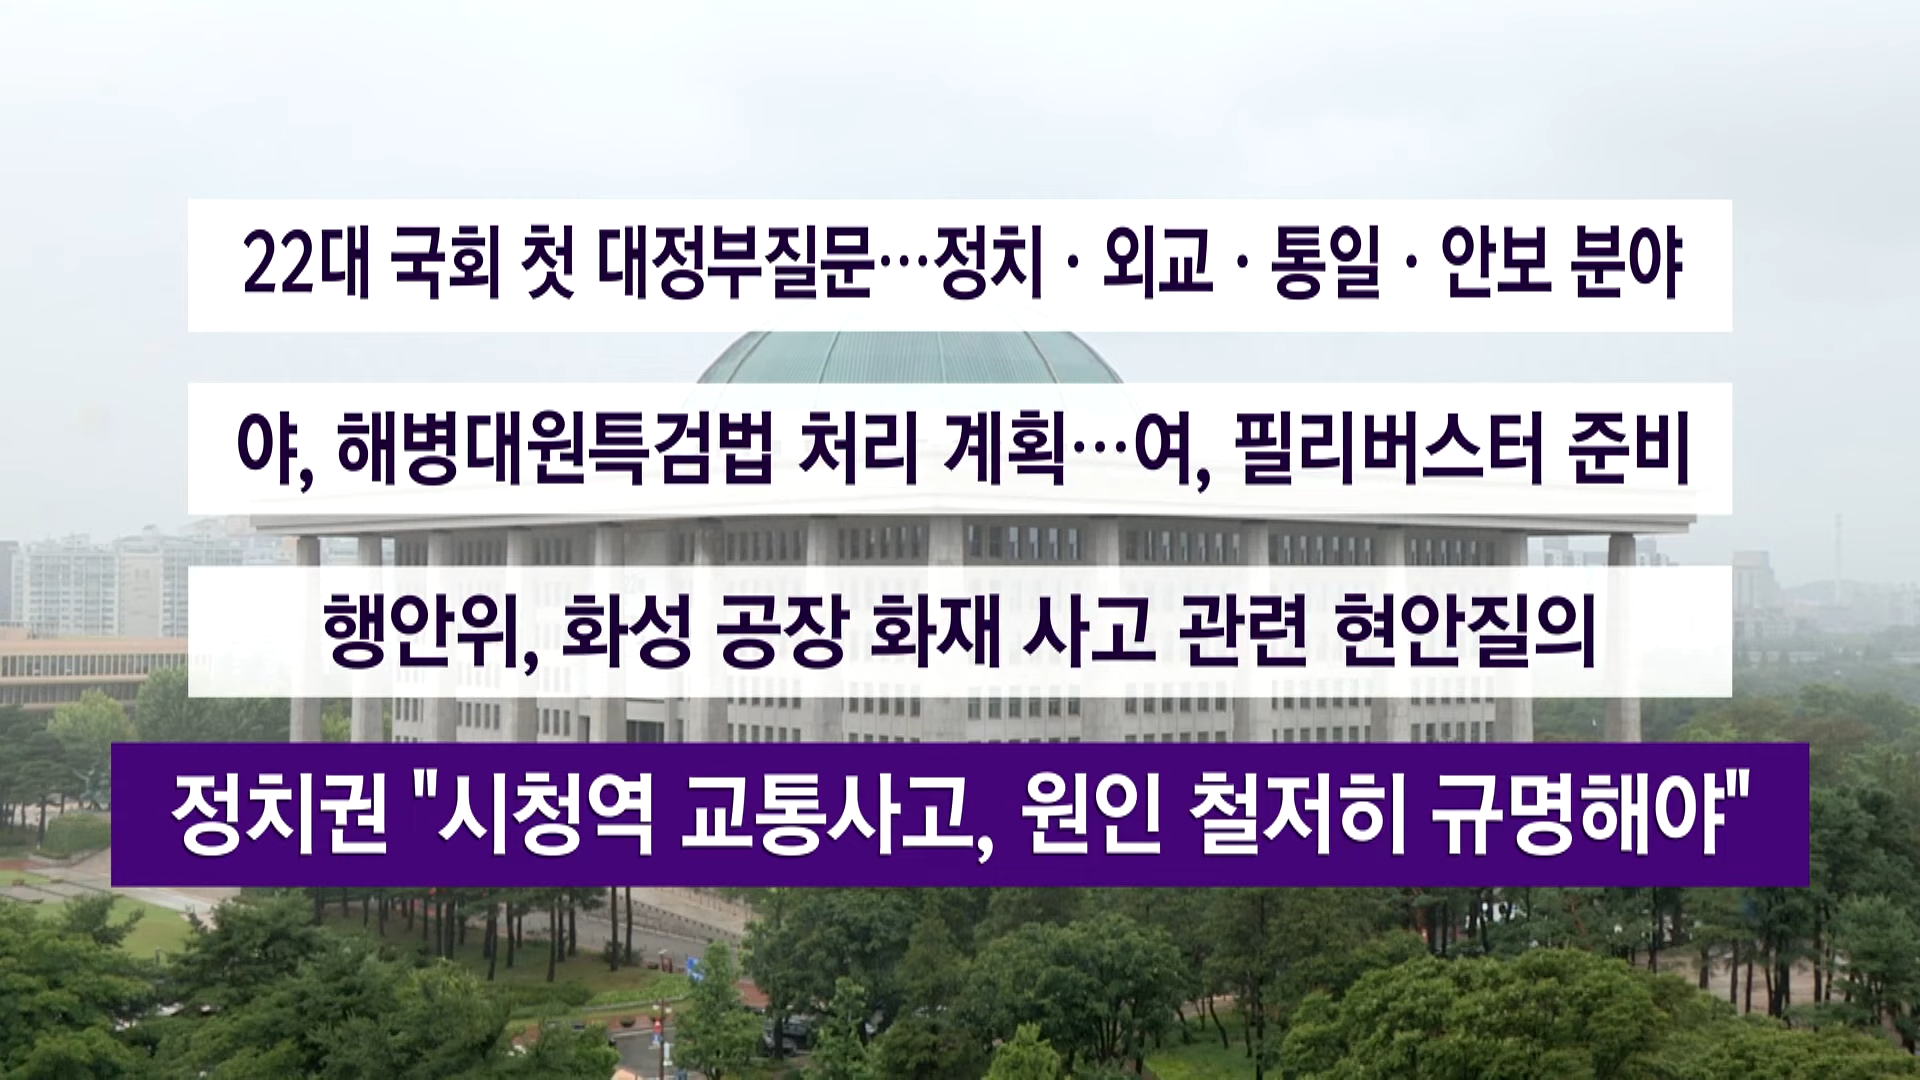 22대 국회 첫 대정부질문…정치 · 외교 · 통일 · 안보 분야
야, 해병대원특검법 처리 계획…여, 필리버스터 준비
행안위, 화성 공장 화재 사고 관련 현안질의
정치권 "시청역 교통사고, 원인 철저히 규명해야"